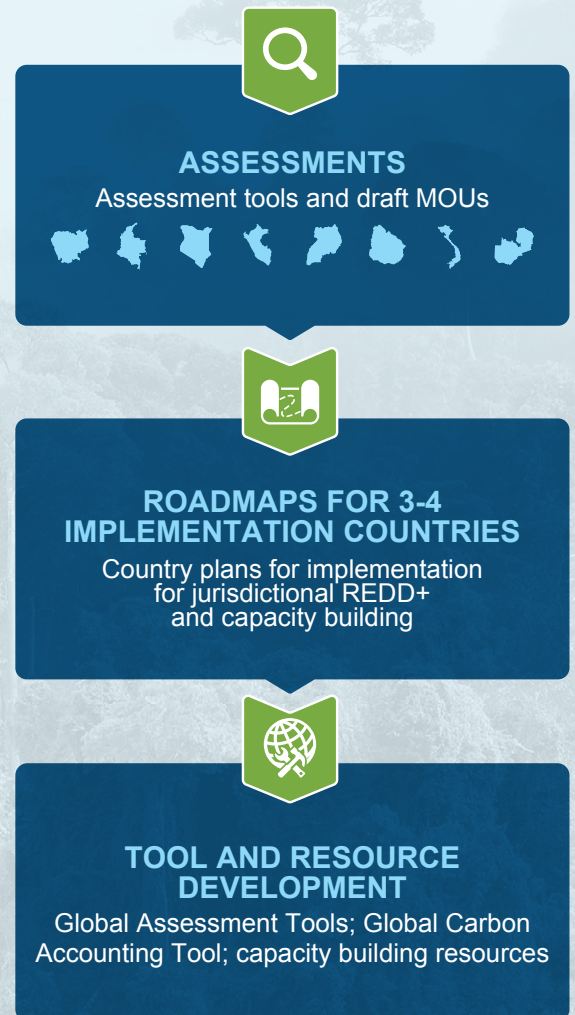 ASSESSMENTS
Assessment tools and draft MOUs
ROADMAPS FOR 3-4
IMPLEMENTATION COUNTRIES
Country plans for implementation
for jurisdictional REDD+
and capacity building
TOOL AND RESOURCE
DEVELOPMENT
Global Assessment Tools; Global Carbon
Accounting Tool; capacity building resources